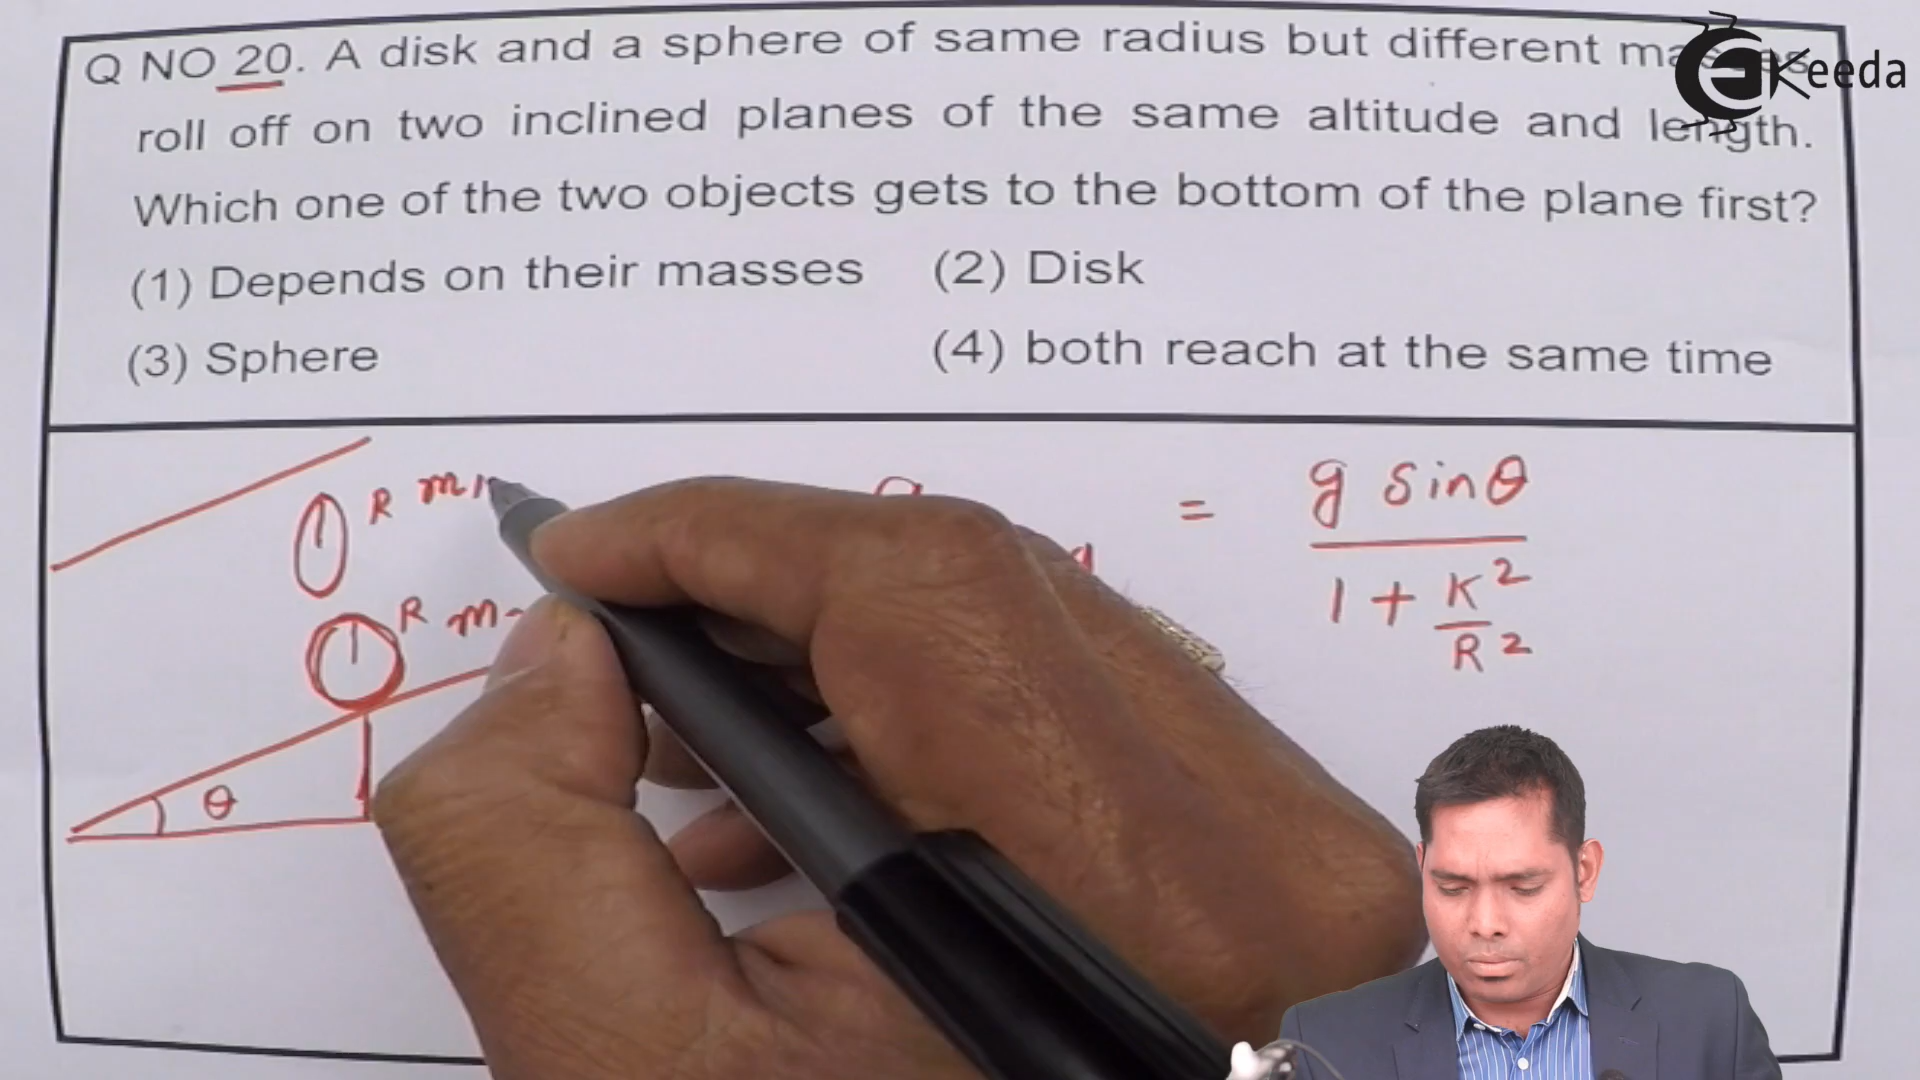 Q NO 20. A disk and a sphere of same radius but different
roll off on two inclined planes of the same altitude and length.
Which one of the two objects gets to the bottom of the plane first?
(1) Depends on their masses (2) Disk
(3) Sphere (4) both reach at the same time
Keeda
R m1
R m
θ
= g sinθ
1 + K²
R²